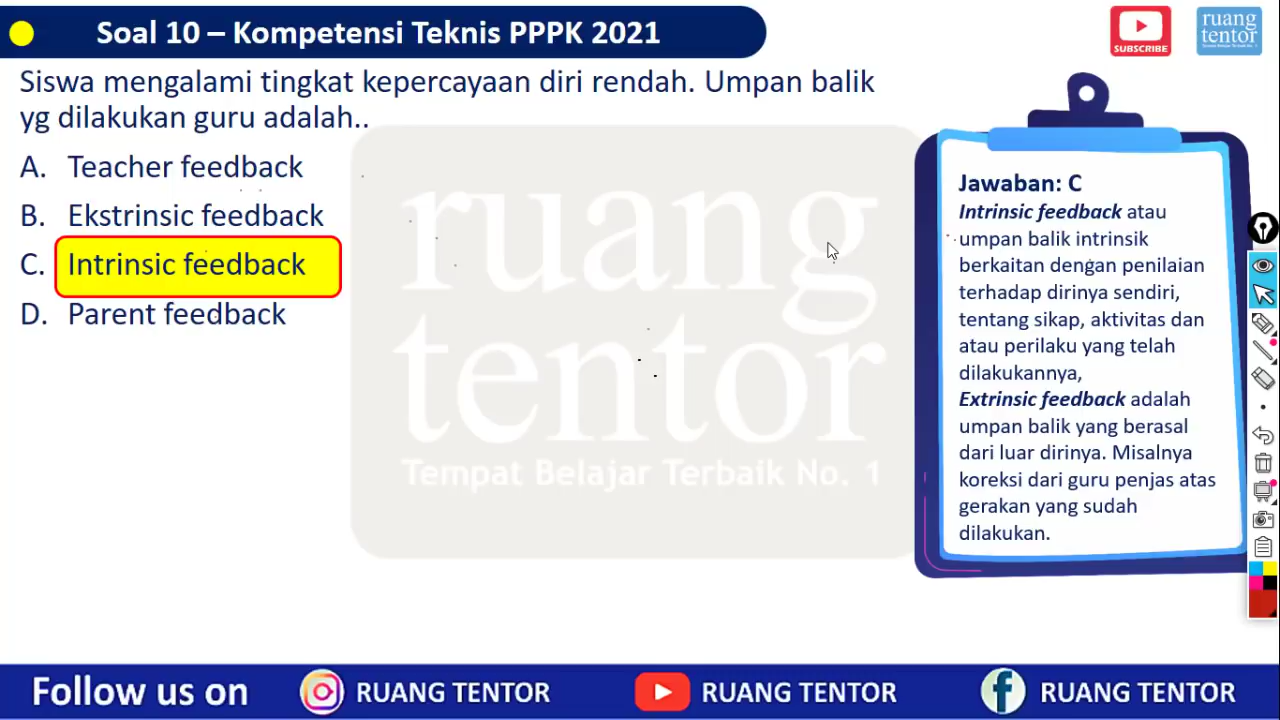 Soal 10 – Kompetensi Teknis PPPK 2021
SUBSCRIBE
ruang
tentor
Siswa mengalami tingkat kepercayaan diri rendah. Umpan balik
yg dilakukan guru adalah..
A. Teacher feedback
B. Ekstrinsic feedback
C. Intrinsic feedback
D. Parent feedback
ruang
tentor
Tempat Belajar Terbaik No. 1
Jawaban: C
Intrinsic feedback atau
umpan balik intrinsik
berkaitan dengan penilaian
terhadap dirinya sendiri,
tentang sikap, aktivitas dan
atau perilaku yang telah
dilakukannya,
Extrinsic feedback adalah
umpan balik yang berasal
dari luar dirinya. Misalnya
koreksi dari guru penjas atas
gerakan yang sudah
dilakukan.
Follow us on RUANG TENTOR RUANG TENTOR RUANG TENTOR